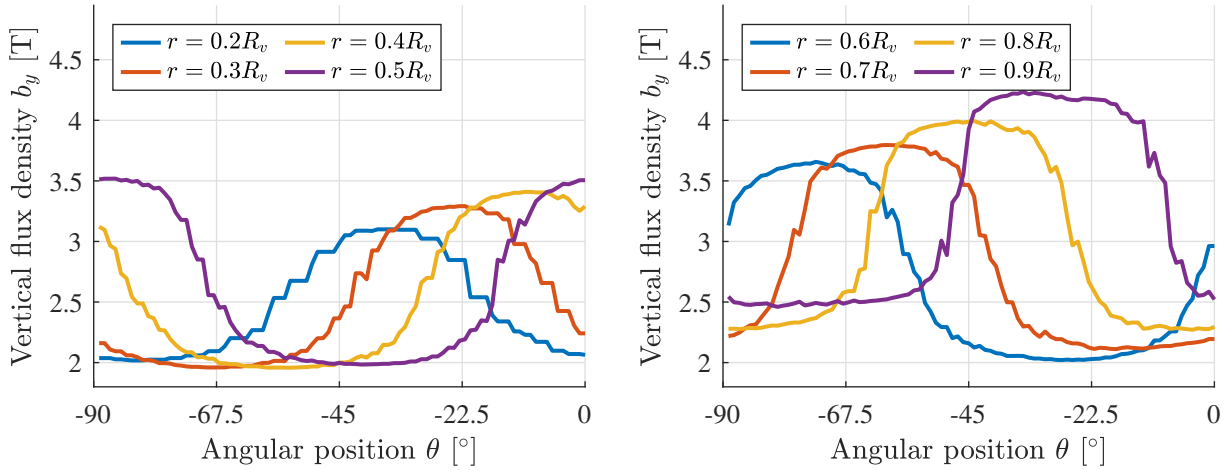 Vertical flux density b_y [T]
r = 0.2R_v r = 0.4R_v
r = 0.3R_v r = 0.5R_v
4.5
4
3.5
3
2.5
2
-90 -67.5 -45 -22.5 0
Angular position θ [°]
Vertical flux density b_y [T]
r = 0.6R_v r = 0.8R_v
r = 0.7R_v r = 0.9R_v
4.5
4
3.5
3
2.5
2
-90 -67.5 -45 -22.5 0
Angular position θ [°]